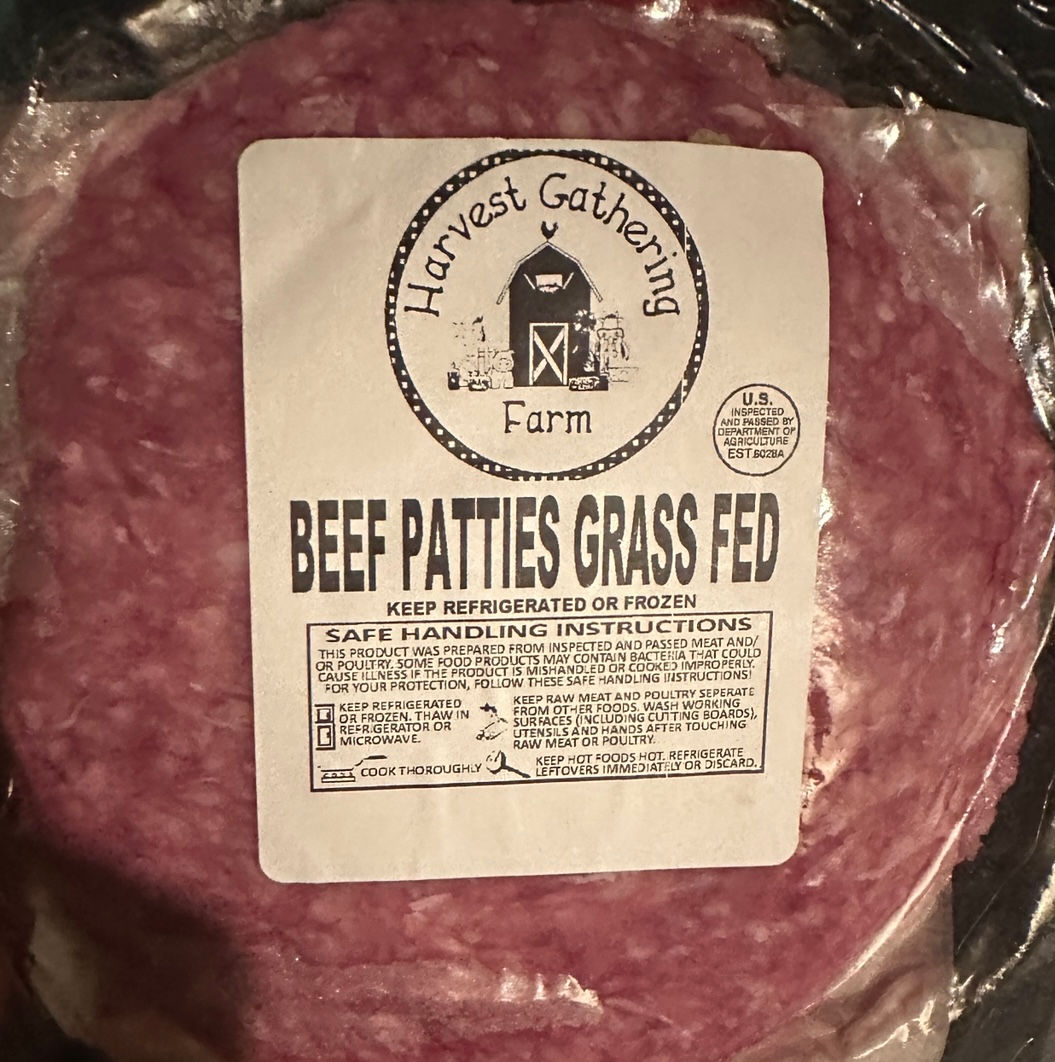 Harvest Gathering
Farm
U.S.
INSPECTED
AND PASSED BY
DEPARTMENT OF
AGRICULTURE
EST.6028A
BEEF PATTIES GRASS FED
KEEP REFRIGERATED OR FROZEN
SAFE HANDLING INSTRUCTIONS
THIS PRODUCT WAS PREPARED FROM INSPECTED AND PASSED MEAT AND/
OR POULTRY. SOME FOOD PRODUCTS MAY CONTAIN BACTERIA THAT COULD
CAUSE ILLNESS IF THE PRODUCT IS MISHANDLED OR COOKED IMPROPERLY.
FOR YOUR PROTECTION, FOLLOW THESE SAFE HANDLING INSTRUCTIONS!
KEEP REFRIGERATED
OR FROZEN. THAW IN
REFRIGERATOR OR
MICROWAVE.
KEEP RAW MEAT AND POULTRY SEPERATE
FROM OTHER FOODS. WASH WORKING
SURFACES (INCLUDING CUTTING BOARDS),
UTENSILS AND HANDS AFTER TOUCHING
RAW MEAT OR POULTRY.
COOK THOROUGHLY
KEEP HOT FOODS HOT. REFRIGERATE
LEFTOVERS IMMEDIATELY OR DISCARD.